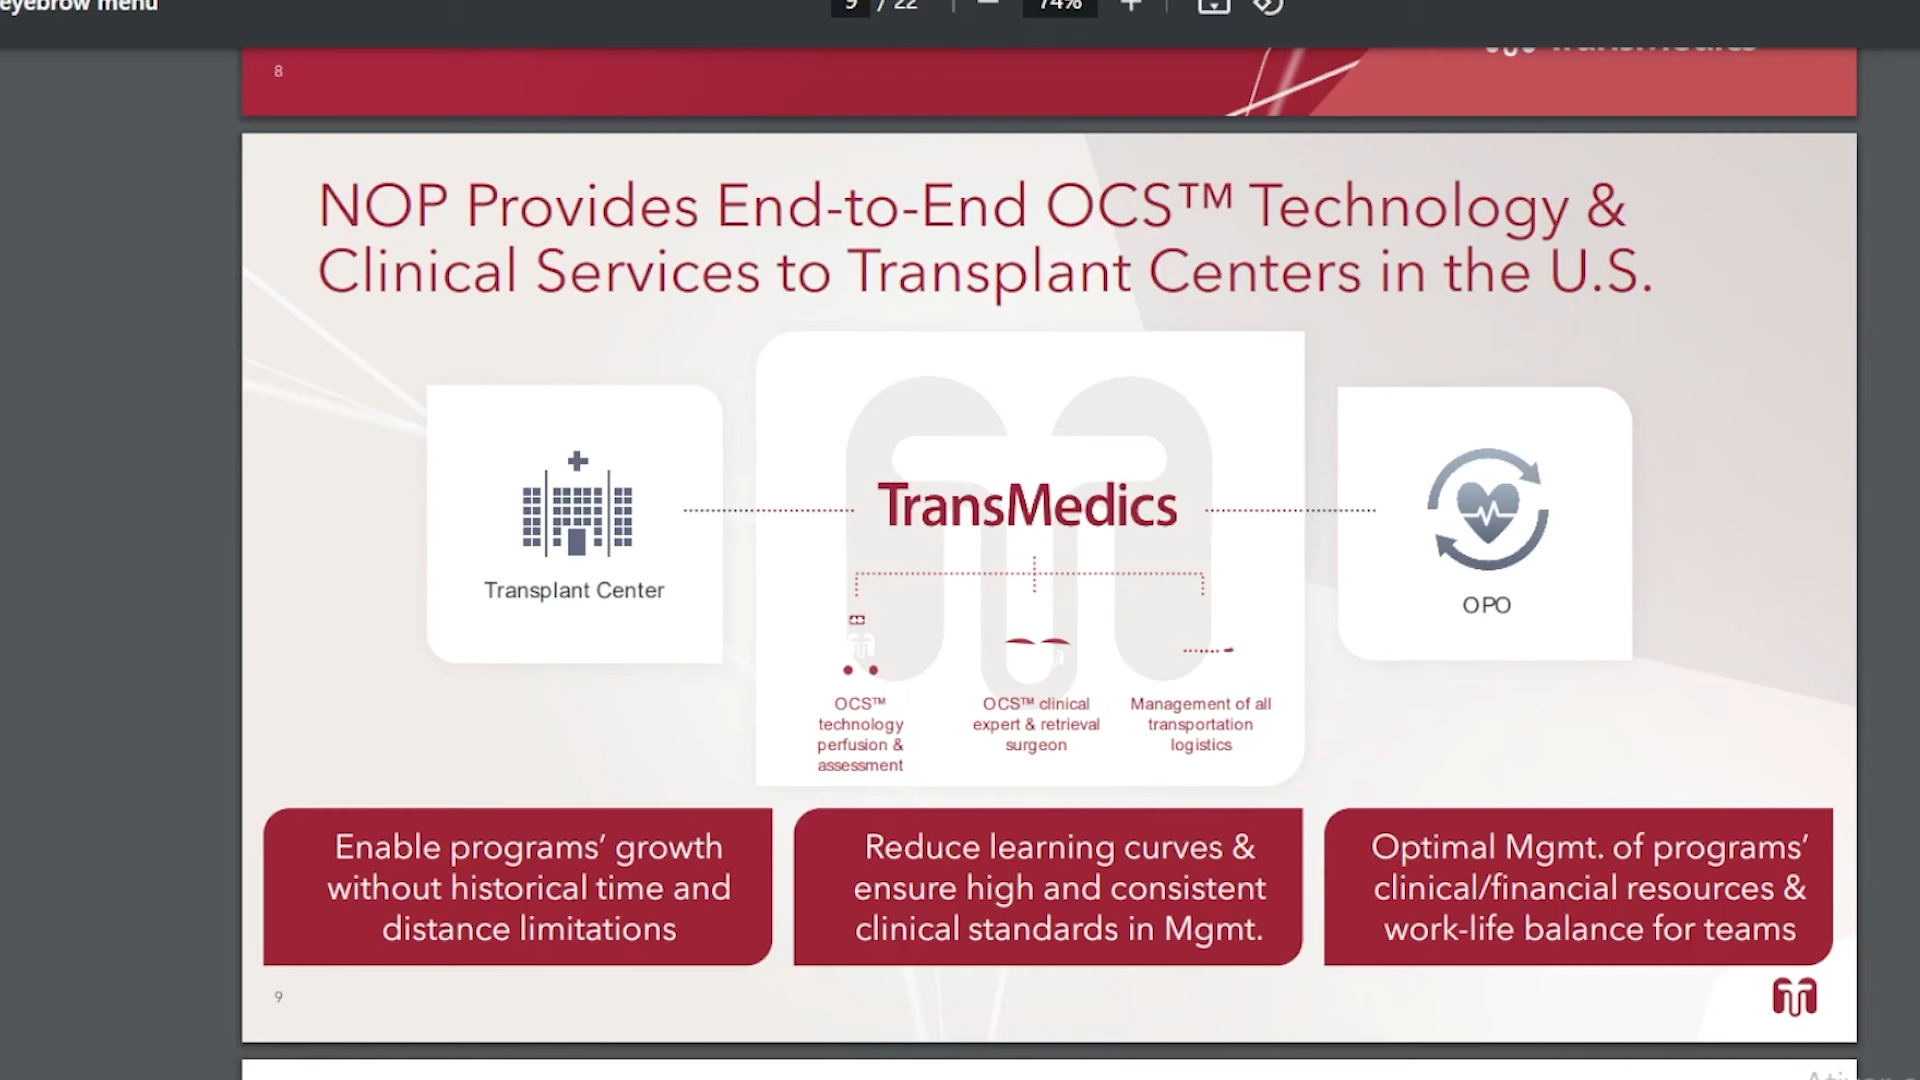 eyebrow menu
9 / 22
74%
8
NOP Provides End-to-End OCS™ Technology &
Clinical Services to Transplant Centers in the U.S.
TransMedics
Transplant Center
OPO
OCS™
technology
perfusion &
assessment
OCS™ clinical
expert & retrieval
surgeon
Management of all
transportation
logistics
Enable programs’ growth
without historical time and
distance limitations
Reduce learning curves &
ensure high and consistent
clinical standards in Mgmt.
Optimal Mgmt. of programs’
clinical/financial resources &
work-life balance for teams
9